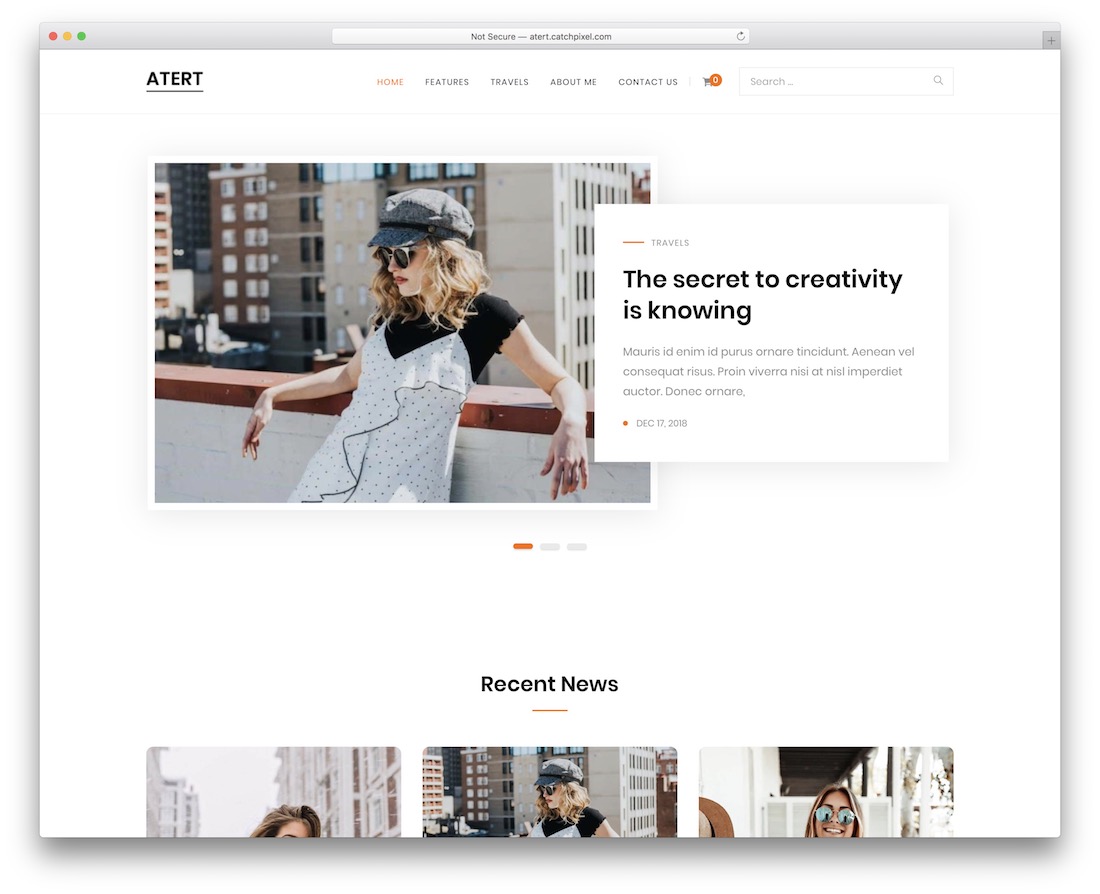 Not Secure — atert.catchpixel.com
ATERT
HOME FEATURES TRAVELS ABOUT ME CONTACT US 0 Search ...
TRAVELS
The secret to creativity
is knowing
Mauris id enim id purus ornare tincidunt. Aenean vel
consequat risus. Proin viverra nisi at nisl imperdiet
auctor. Donec ornare,
DEC 17, 2018
Recent News